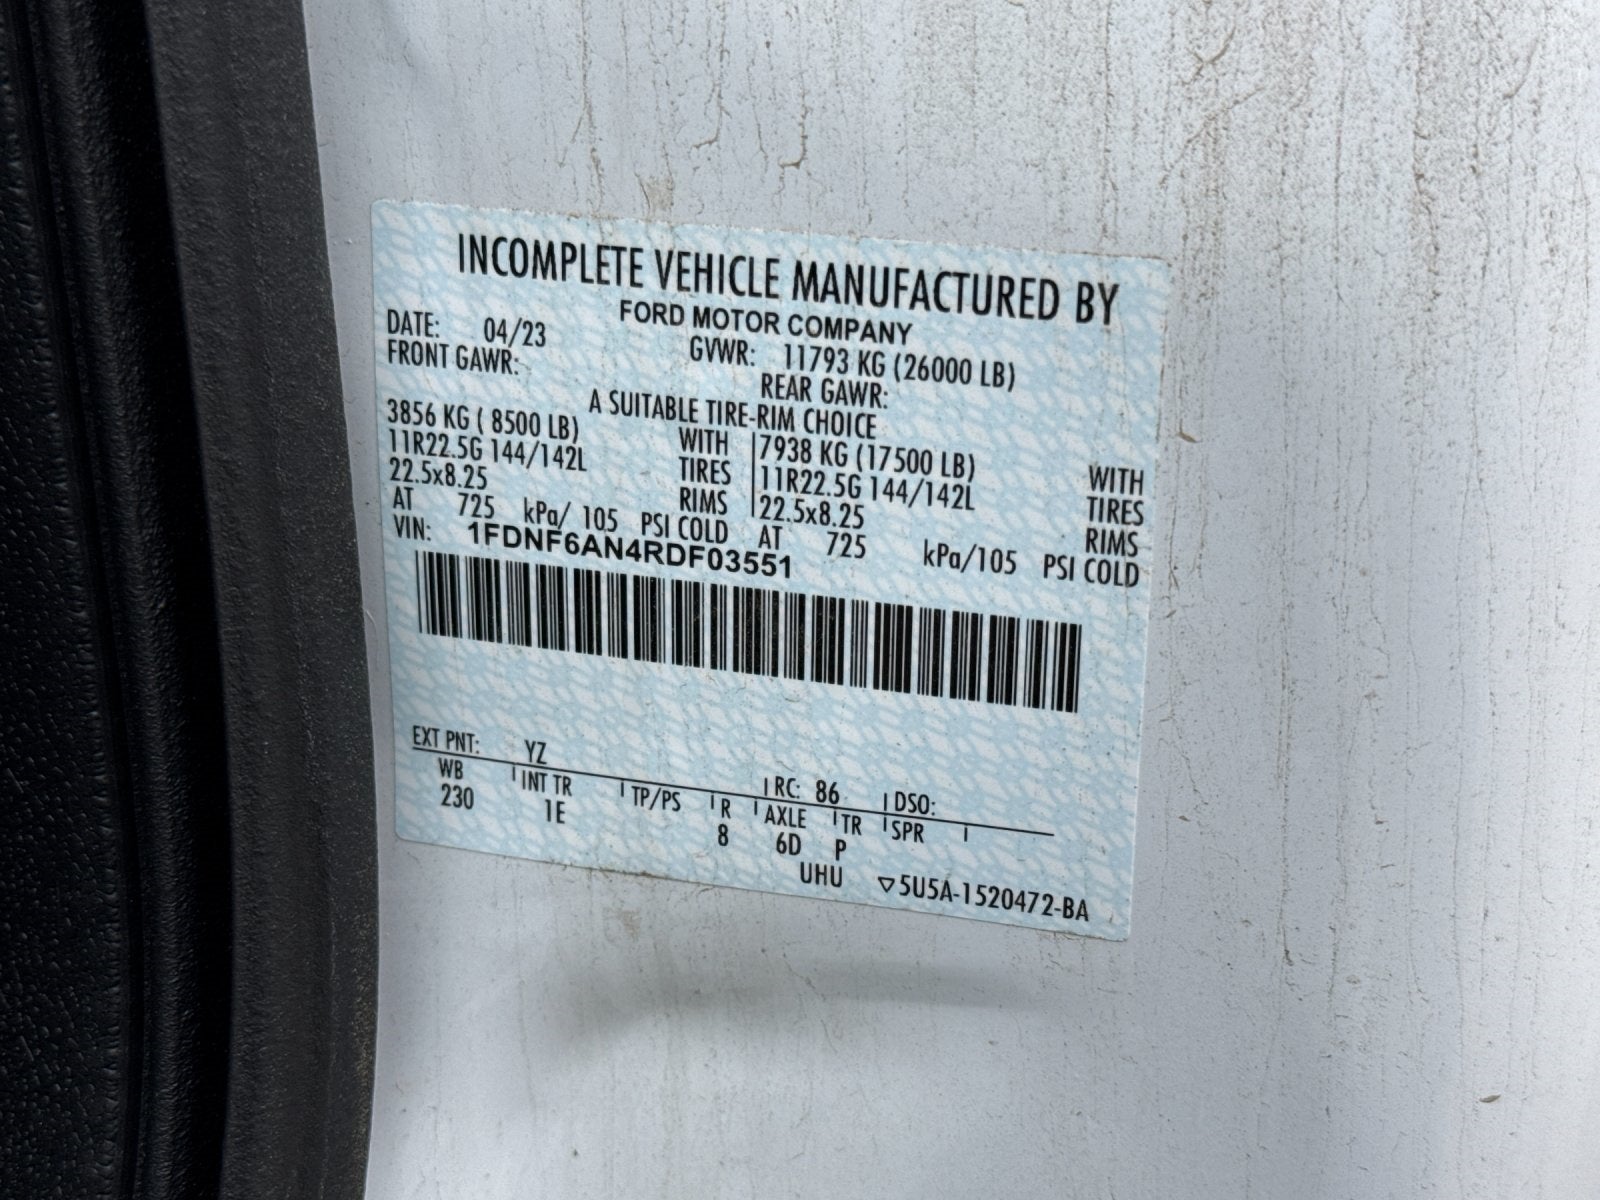 INCOMPLETE VEHICLE MANUFACTURED BY
FORD MOTOR COMPANY
DATE: 04/23 GVWR: 11793 KG (26000 LB)
FRONT GAWR: REAR GAWR:
A SUITABLE TIRE-RIM CHOICE
3856 KG ( 8500 LB) WITH 7938 KG (17500 LB) WITH
11R22.5G 144/142L TIRES 11R22.5G 144/142L TIRES
22.5x8.25 RIMS 22.5x8.25 RIMS
AT 725 kPa/ 105 PSI COLD AT 725 kPa/105 PSI COLD
VIN: 1FDNF6AN4RDF03551
EXT PNT: YZ RC: 86 DSO:
WB INT TR TP/PS R AXLE TR SPR
230 1E 8 6D P
UHU ▽5U5A-1520472-BA